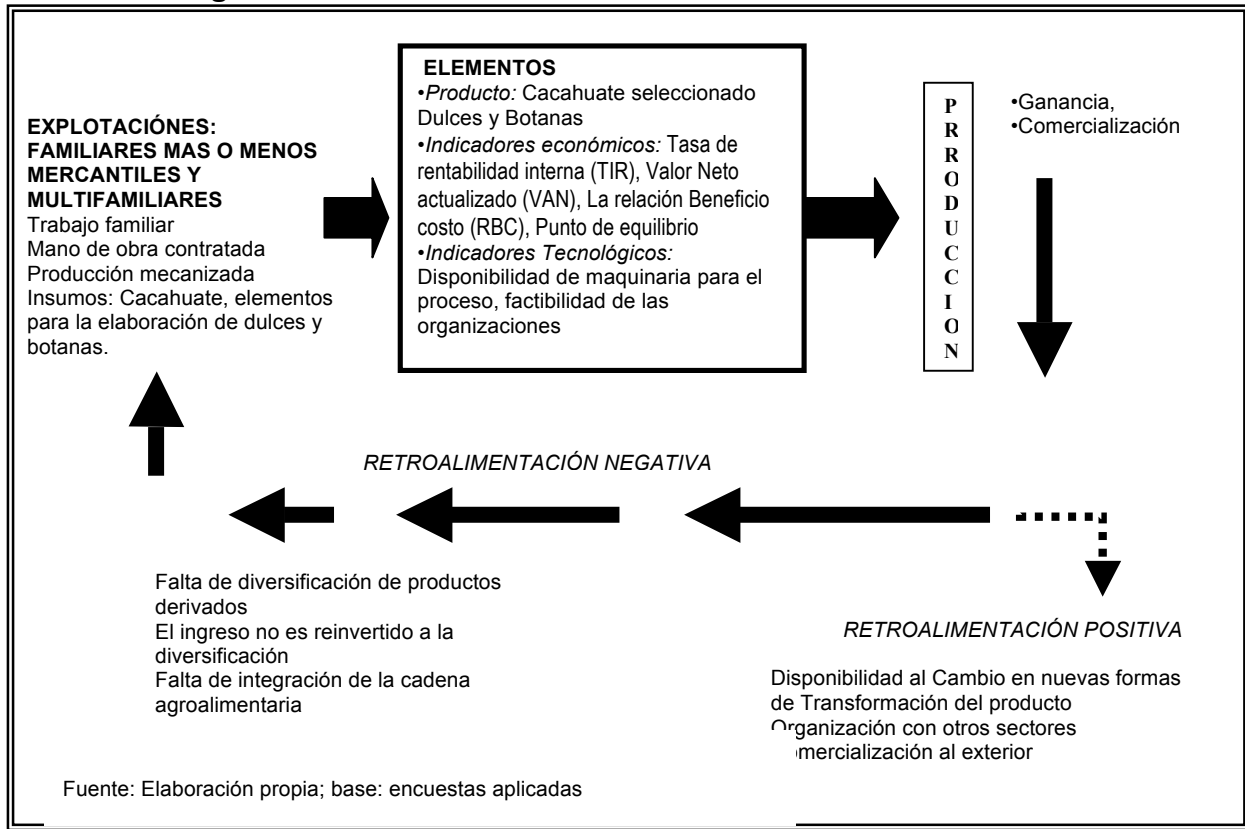 EXPLOTACIÓNES:
FAMILIARES MAS O MENOS
MERCANTILES Y
MULTIFAMILIARES
Trabajo familiar
Mano de obra contratada
Producción mecanizada
Insumos: Cacahuate, elementos
para la elaboración de dulces y
botanas.
ELEMENTOS
•Producto: Cacahuate seleccionado
Dulces y Botanas
•Indicadores económicos: Tasa de
rentabilidad interna (TIR), Valor Neto
actualizado (VAN), La relación Beneficio
costo (RBC), Punto de equilibrio
•Indicadores Tecnológicos:
Disponibilidad de maquinaria para el
proceso, factibilidad de las
organizaciones
P
R
R
O
D
U
C
C
I
O
N
•Ganancia,
•Comercialización
RETROALIMENTACIÓN NEGATIVA
Falta de diversificación de productos
derivados
El ingreso no es reinvertido a la
diversificación
Falta de integración de la cadena
agroalimentaria
RETROALIMENTACIÓN POSITIVA
Disponibilidad al Cambio en nuevas formas
de Transformación del producto
Organización con otros sectores
omercialización al exterior
Fuente: Elaboración propia; base: encuestas aplicadas